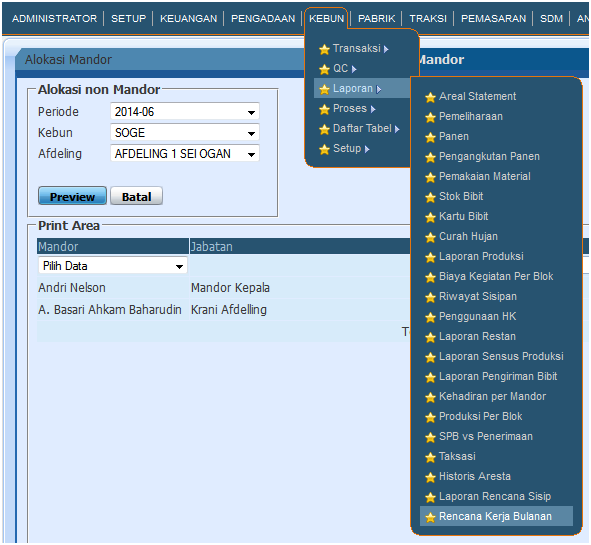 ADMINISTRATOR SETUP KEUANGAN PENGADAAN KEBUN PABRIK TRAKSI PEMASARAN SDM AN
Alokasi Mandor
Mandor
Transaksi
QC
Laporan
Proses
Daftar Tabel
Setup
Areal Statement
Pemeliharaan
Panen
Pengangkutan Panen
Pemakaian Material
Stok Bibit
Kartu Bibit
Curah Hujan
Laporan Produksi
Biaya Kegiatan Per Blok
Riwayat Sisipan
Penggunaan HK
Laporan Restan
Laporan Sensus Produksi
Laporan Pengiriman Bibit
Kehadiran per Mandor
Produksi Per Blok
SPB vs Penerimaan
Taksasi
Historis Aresta
Laporan Rencana Sisip
Rencana Kerja Bulanan
Alokasi non Mandor
Periode 2014-06
Kebun SOGE
Afdeling AFDELING 1 SEI OGAN
Preview Batal
Print Area
Mandor Jabatan
Pilih Data
Andri Nelson Mandor Kepala
A. Basari Ahkam Baharudin Krani Afdelling